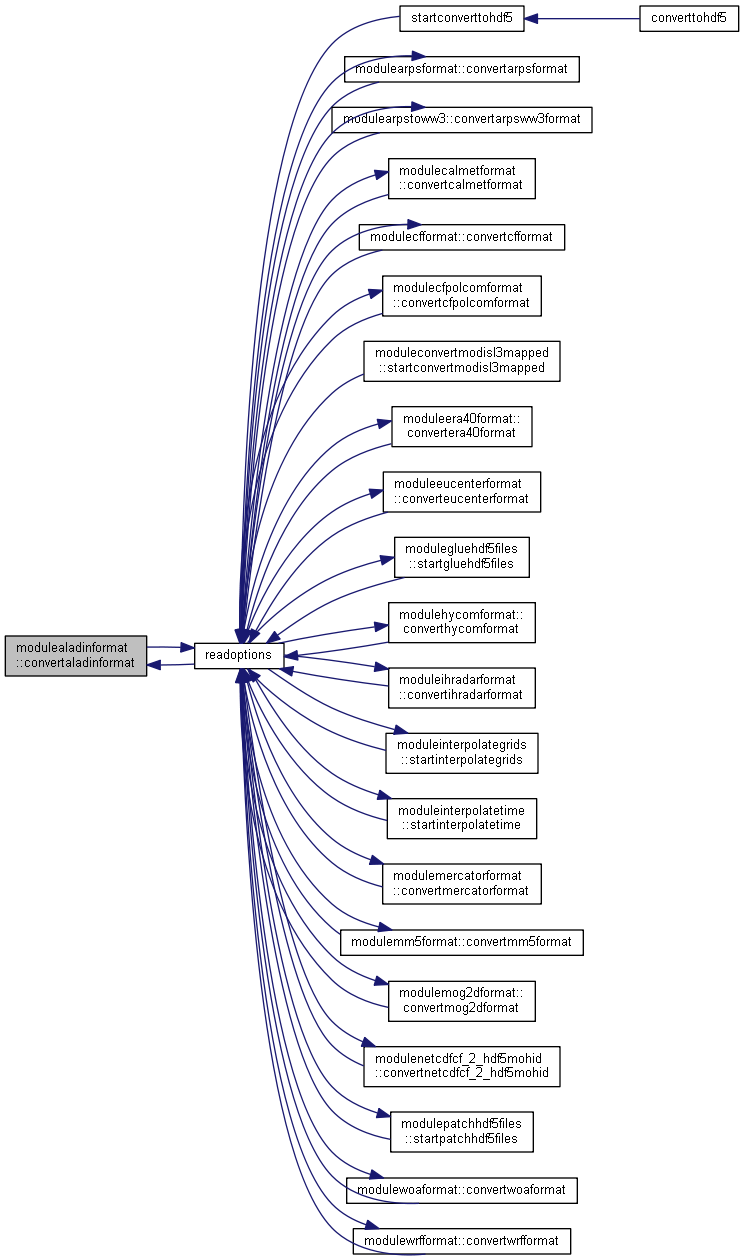 startconverttohdf5
converttohdf5
modulearpsformat::convertarpsformat
modulearpstoww3::convertarpsww3format
modulecalmetformat
::convertcalmetformat
modulecfformat::convertcfformat
modulecfpolcomformat
::convertcfpolcomformat
moduleconvertmodisl3mapped
::startconvertmodisl3mapped
moduleera40format::
convertera40format
moduleeucenterformat
::converteucenterformat
modulegluehdf5files
::startgluehdf5files
modulehycomformat::
converthycomformat
modulealadinformat
::convertaladinformat
readoptions
moduleihradarformat
::convertihradarformat
moduleinterpolategrids
::startinterpolategrids
moduleinterpolatetime
::startinterpolatetime
modulemercatorformat
::convertmercatorformat
modulemm5format::convertmm5format
modulemog2dformat::
convertmog2dformat
modulenetcdfcf_2_hdf5mohid
::convertnetcdfcf_2_hdf5mohid
modulepatchhdf5files
::startpatchhdf5files
modulewoaformat::convertwoaformat
modulewrfformat::convertwrfformat